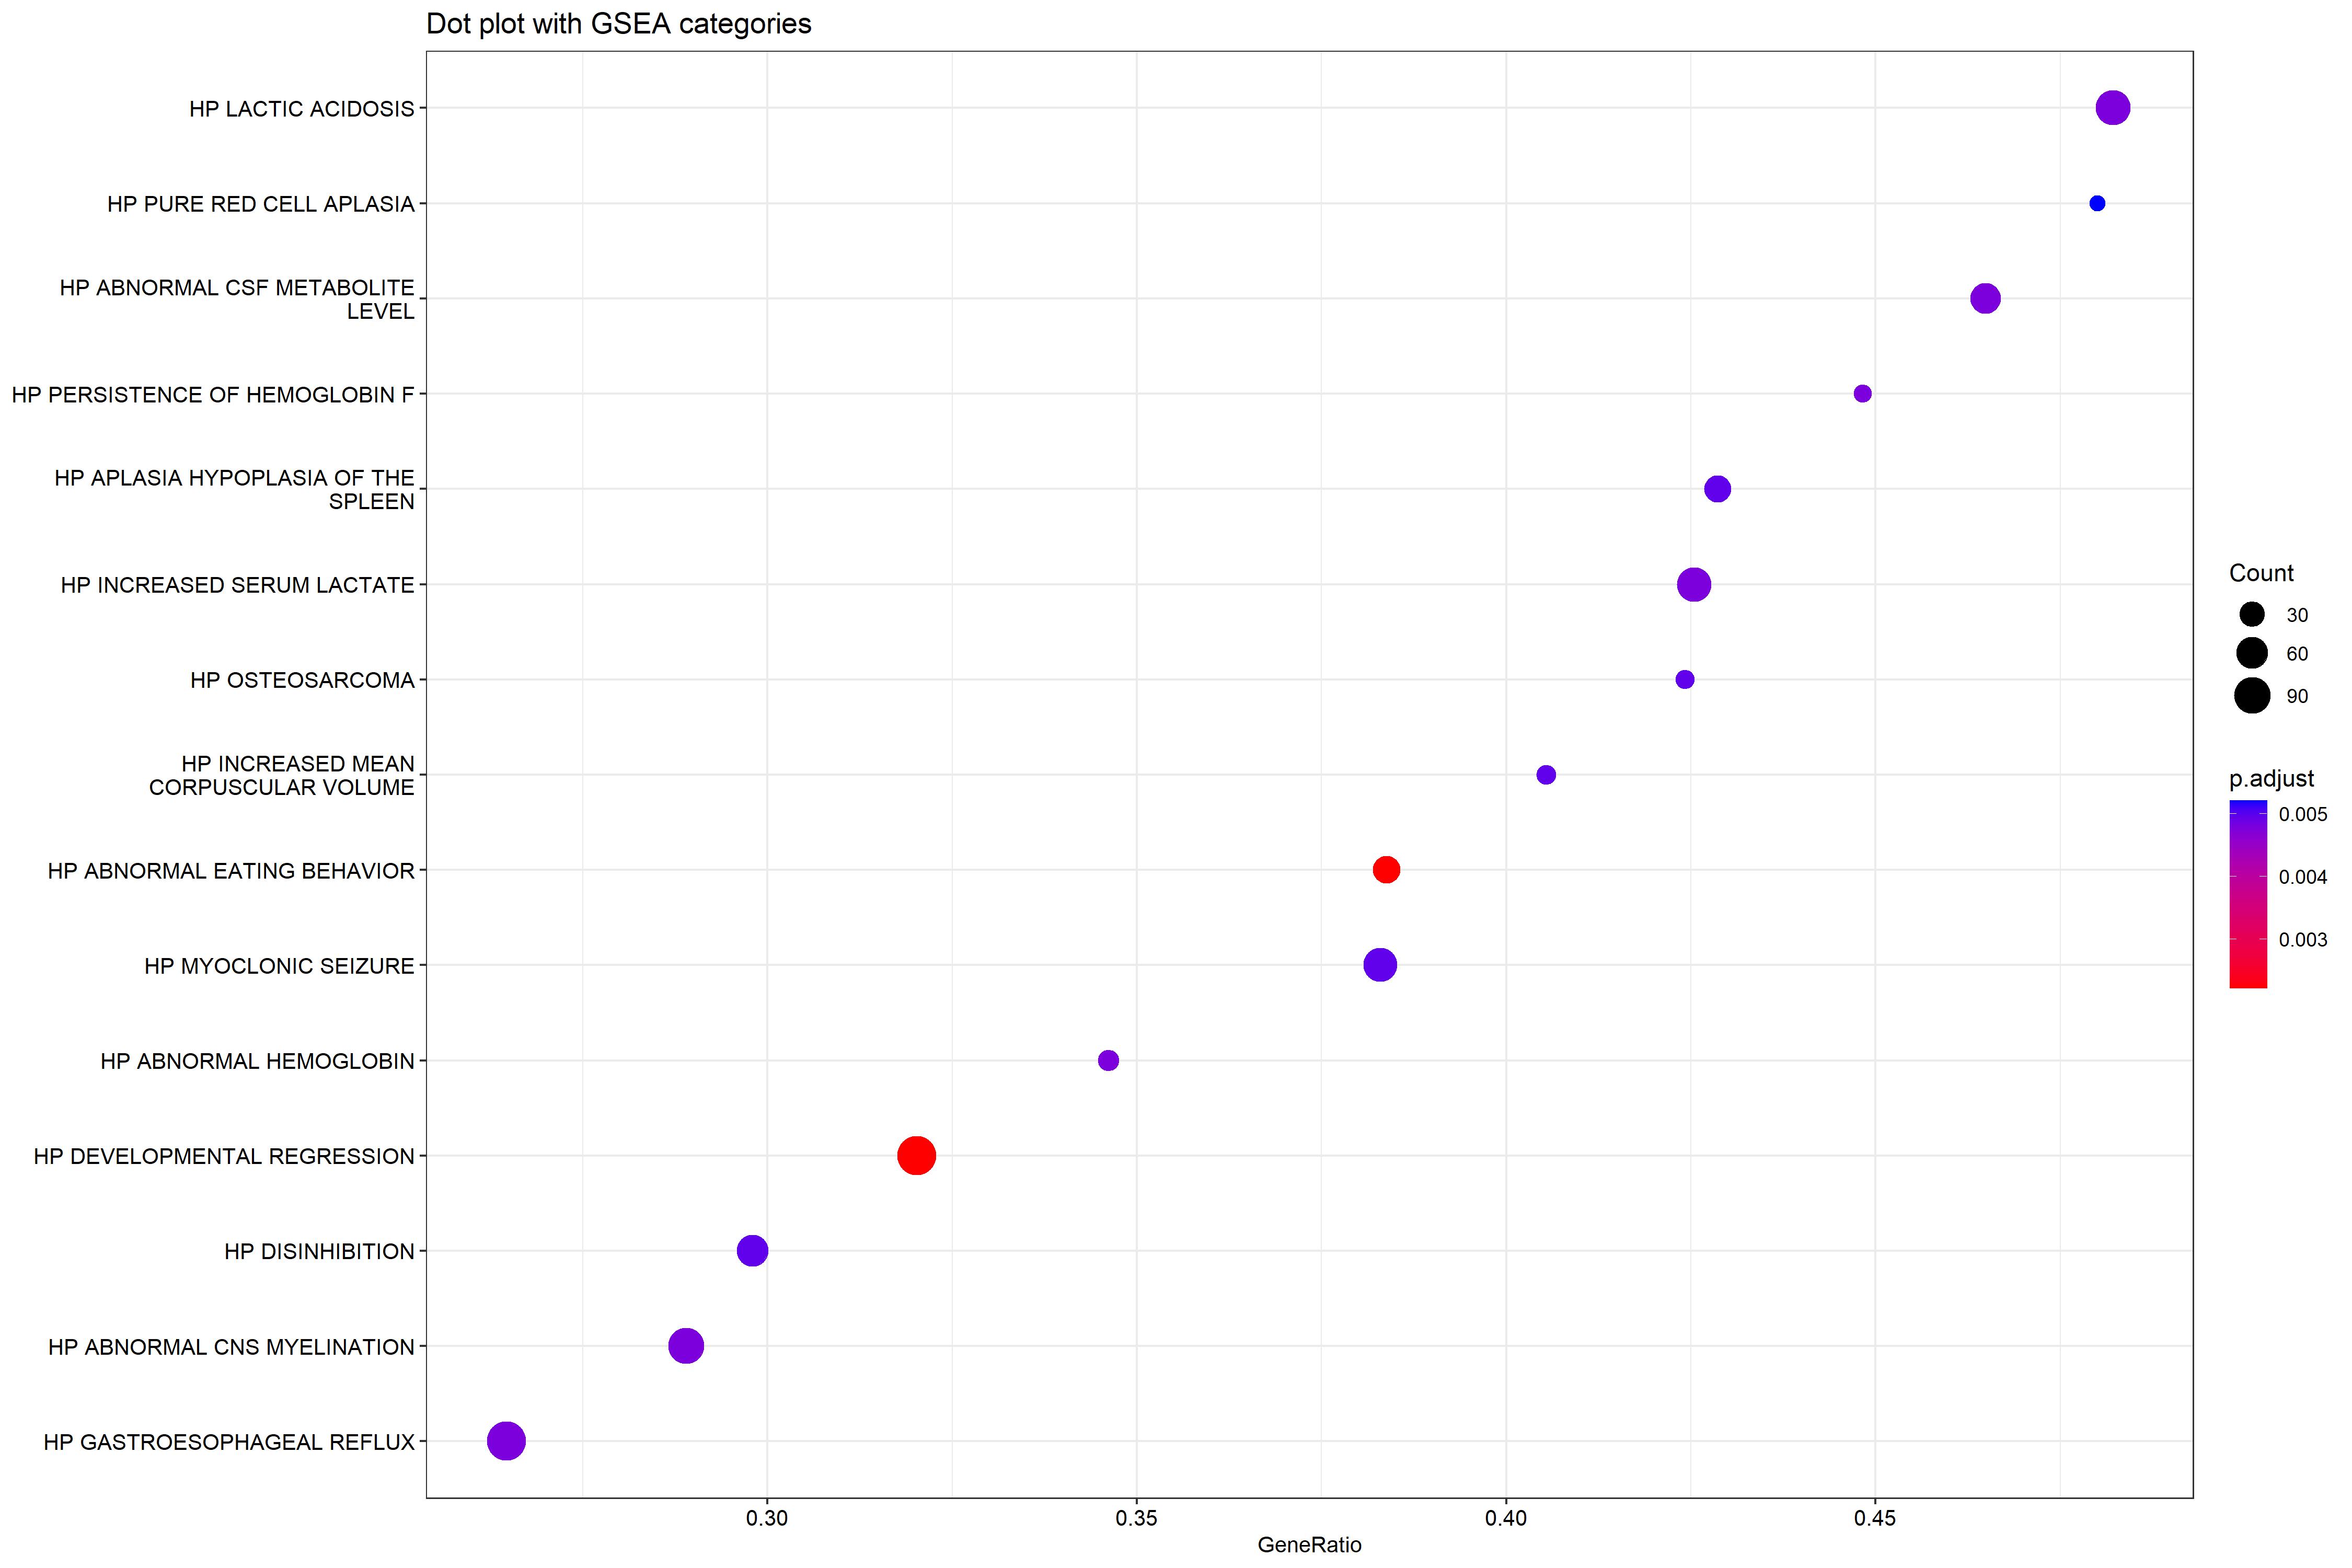 Dot plot with GSEA categories
HP LACTIC ACIDOSIS
HP PURE RED CELL APLASIA
HP ABNORMAL CSF METABOLITE
LEVEL
HP PERSISTENCE OF HEMOGLOBIN F
HP APLASIA HYPOPLASIA OF THE
SPLEEN
HP INCREASED SERUM LACTATE
HP OSTEOSARCOMA
HP INCREASED MEAN
CORPUSCULAR VOLUME
HP ABNORMAL EATING BEHAVIOR
HP MYOCLONIC SEIZURE
HP ABNORMAL HEMOGLOBIN
HP DEVELOPMENTAL REGRESSION
HP DISINHIBITION
HP ABNORMAL CNS MYELINATION
HP GASTROESOPHAGEAL REFLUX
0.30 0.35 0.40 0.45
GeneRatio
Count
30
60
90
p.adjust
0.005
0.004
0.003